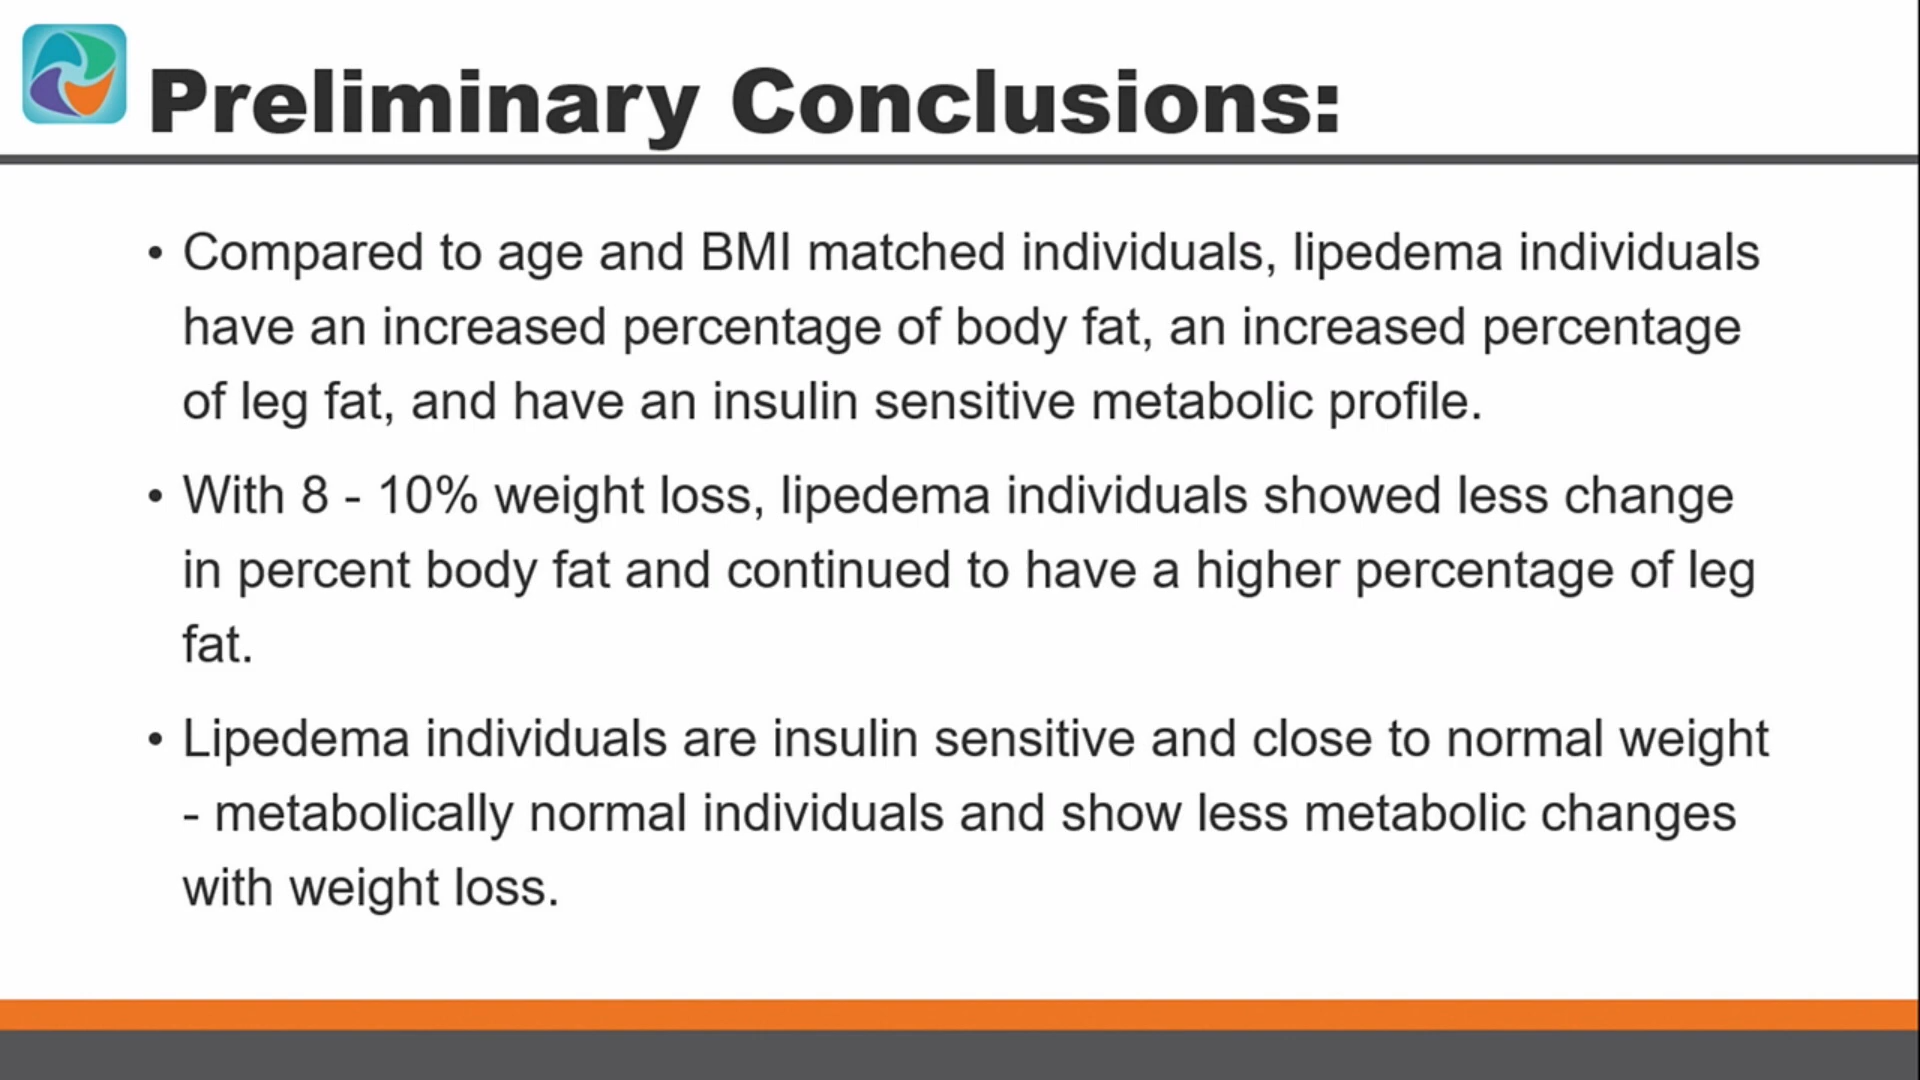 Preliminary Conclusions:
• Compared to age and BMI matched individuals, lipedema individuals
have an increased percentage of body fat, an increased percentage
of leg fat, and have an insulin sensitive metabolic profile.
• With 8 - 10% weight loss, lipedema individuals showed less change
in percent body fat and continued to have a higher percentage of leg
fat.
• Lipedema individuals are insulin sensitive and close to normal weight
- metabolically normal individuals and show less metabolic changes
with weight loss.